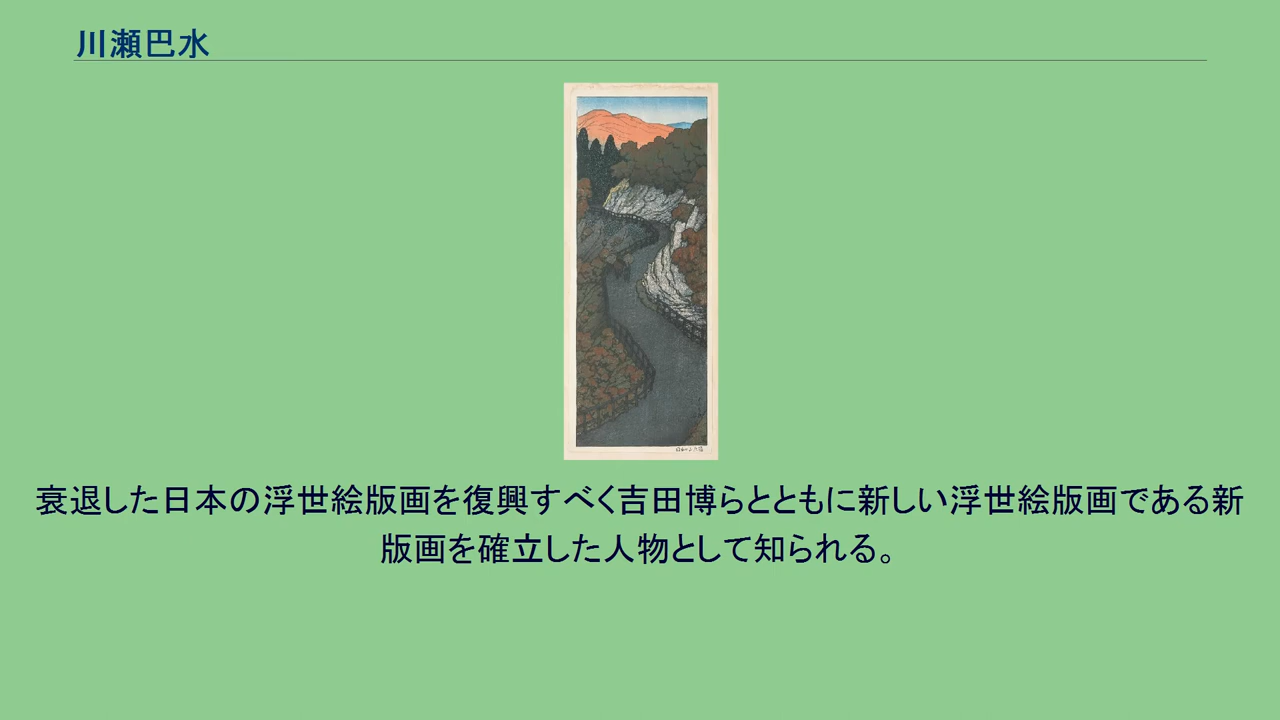 川瀬巴水
衰退した日本の浮世絵版画を復興すべく吉田博らとともに新しい浮世絵版画である新
版画を確立した人物として知られる。